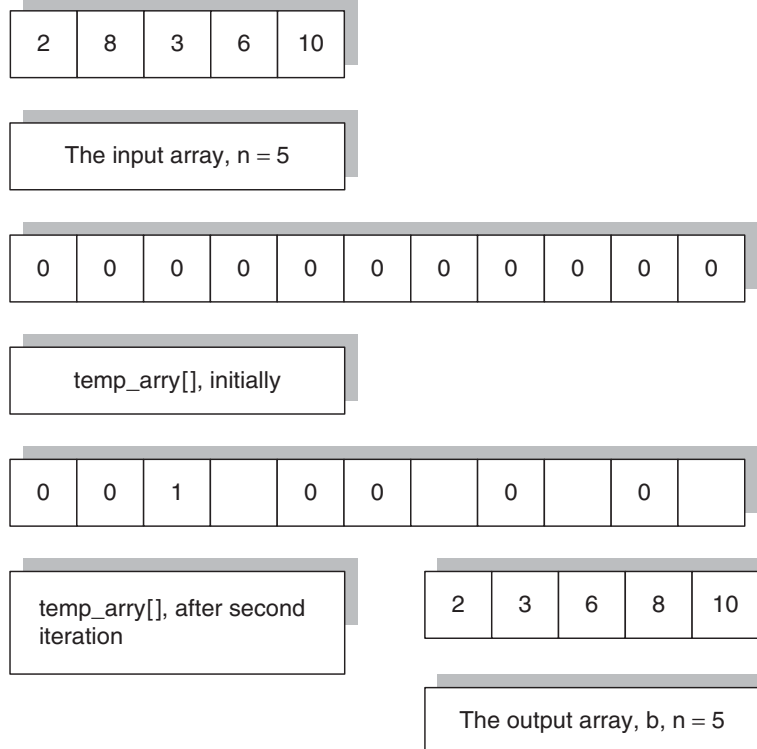 2 8 3 6 10
The input array, n = 5
0 0 0 0 0 0 0 0 0 0 0
temp_arry[], initially
0 0 1 0 0 0 0
temp_arry[], after second
iteration
2 3 6 8 10
The output array, b, n = 5